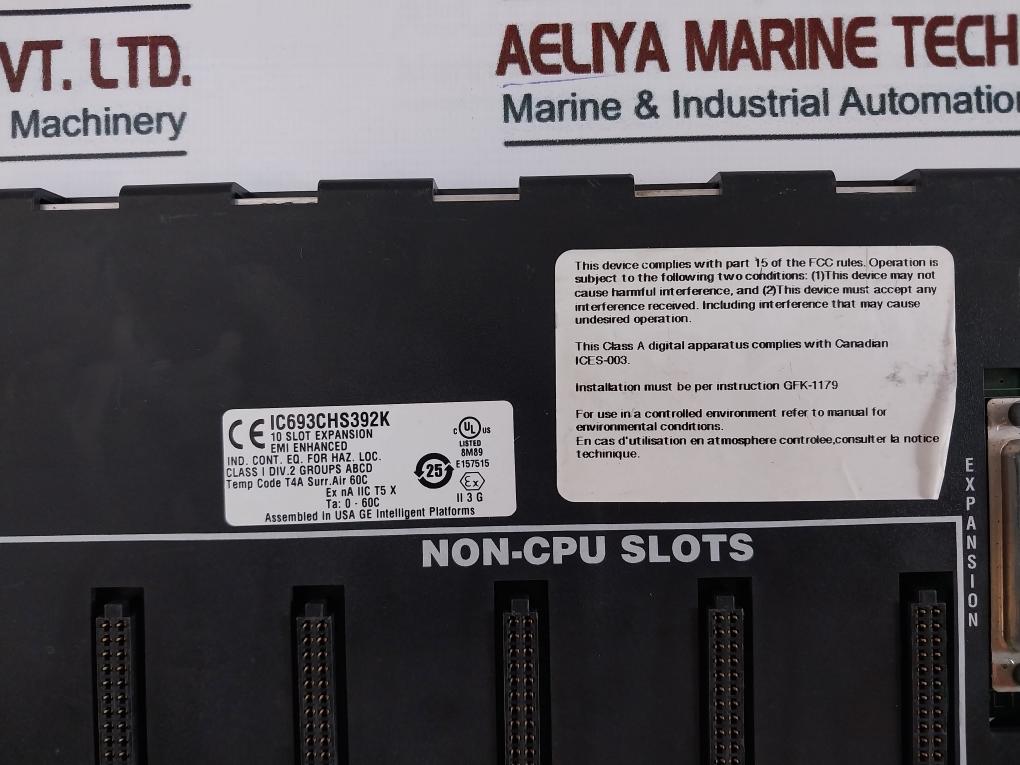 VT. LTD.
Machinery
AELIYA MARINE TECH
Marine & Industrial Automation
This device complies with part 15 of the FCC rules. Operation is
subject to the following two conditions: (1)This device may not
cause harmful interference, and (2)This device must accept any
interference received. Including interference that may cause
undesired operation.
This Class A digital apparatus complies with Canadian
ICES-003.
Installation must be per instruction GFK-1179
For use in a controlled environment refer to manual for
environmental conditions.
En cas d'utilisation en atmosphere controlee,consulter la notice
techinique.
CE IC693CHS392K
10 SLOT EXPANSION
EMI ENHANCED
IND. CONT. EQ. FOR HAZ. LOC.
CLASS I DIV.2 GROUPS ABCD
Temp Code T4A Surr.Air 60C
Ex nA IIC T5 X
Ta: 0 - 60C
Assembled in USA GE Intelligent Platforms
25
C UL US
LISTED
8M89
E157515
Ex
II 3 G
NON-CPU SLOTS
EXPANSION